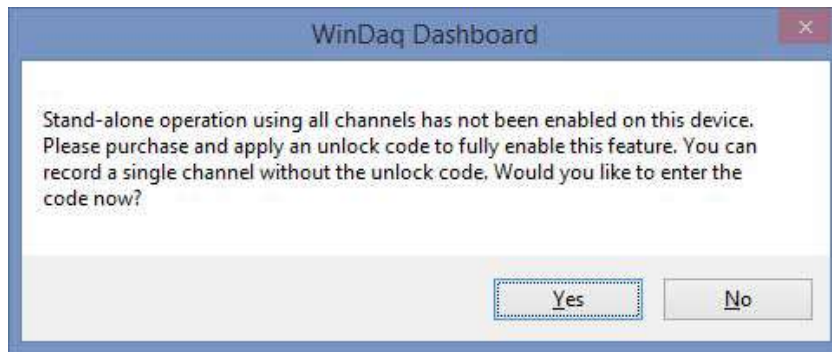 WinDaq Dashboard
Stand-alone operation using all channels has not been enabled on this device.
Please purchase and apply an unlock code to fully enable this feature. You can
record a single channel without the unlock code. Would you like to enter the
code now?
Yes
No